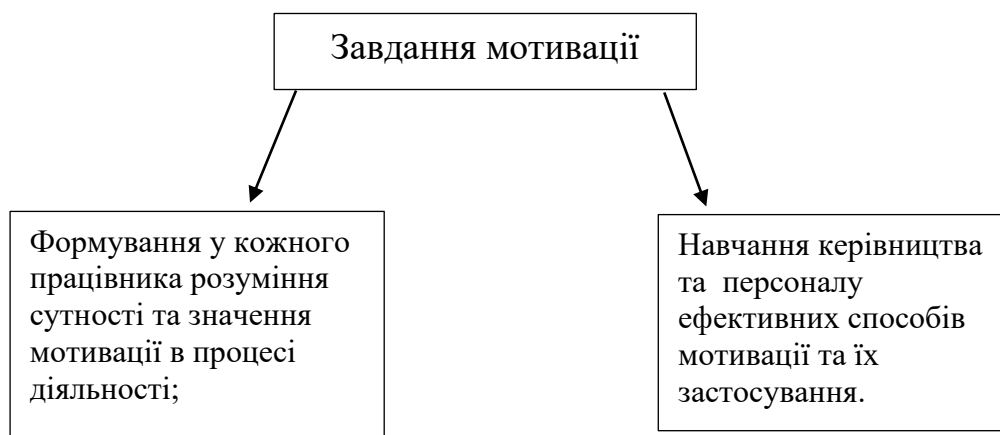 Завдання мотивації
Формування у кожного
працівника розуміння
сутності та значення
мотивації в процесі
діяльності;
Навчання керівництва
та персоналу
ефективних способів
мотивації та їх
застосування.